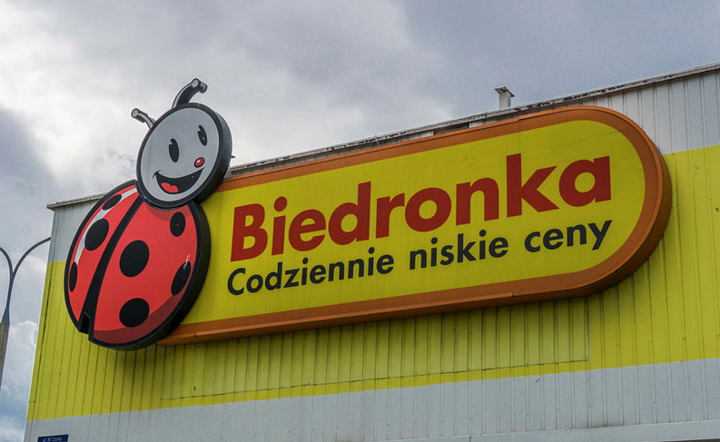 Biedronka
Codziennie niskie ceny